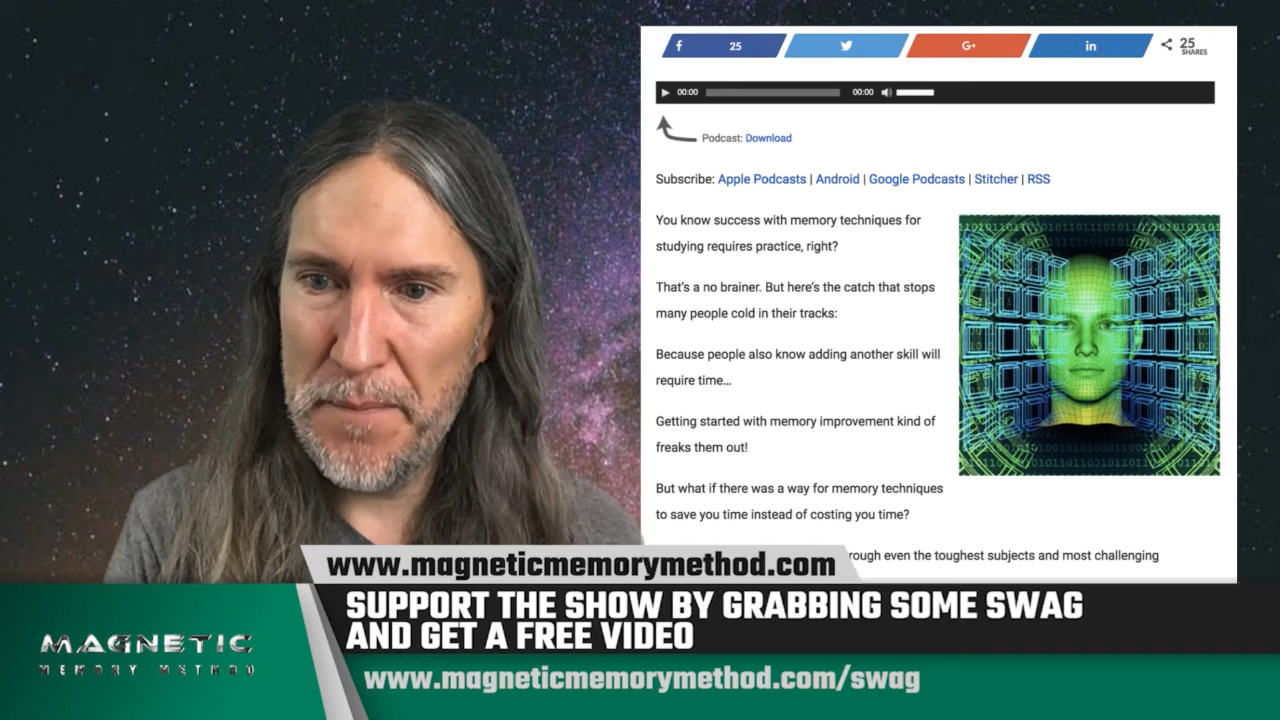 25
G+
in
25
SHARES
00:00
00:00
Podcast: Download
Subscribe: Apple Podcasts | Android | Google Podcasts | Stitcher | RSS
You know success with memory techniques for
studying requires practice, right?
That's a no brainer. But here's the catch that stops
many people cold in their tracks:
Because people also know adding another skill will
require time...
Getting started with memory improvement kind of
freaks them out!
But what if there was a way for memory techniques
to save you time instead of costing you time?
rough even the toughest subjects and most challenging
www.magneticmemorymethod.com
SUPPORT THE SHOW BY GRABBING SOME SWAG
AND GET A FREE VIDEO
www.magneticmemorymethod.com/swag
MAGNETIC
MEMORY METHOD